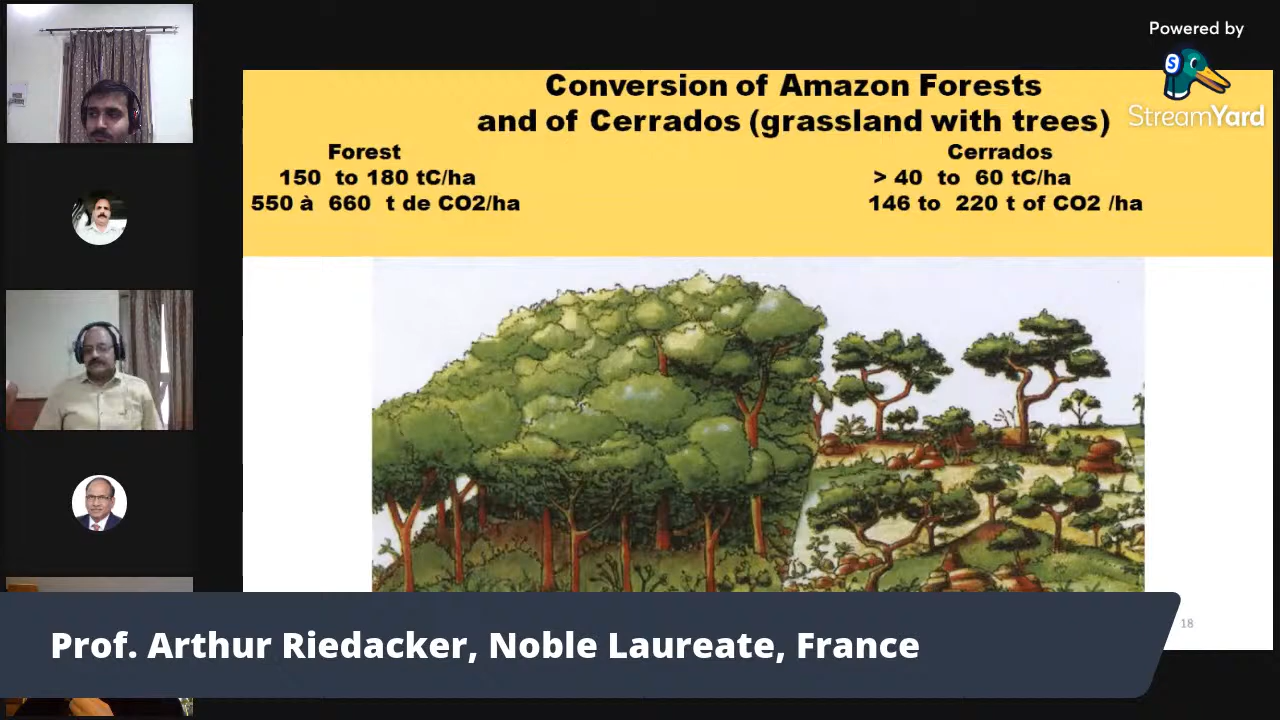 Powered by
StreamYard
Conversion of Amazon Forests
and of Cerrados (grassland with trees)
Forest
150 to 180 tC/ha
550 à 660 t de CO2/ha
Cerrados
> 40 to 60 tC/ha
146 to 220 t of CO2 /ha
18
Prof. Arthur Riedacker, Noble Laureate, France